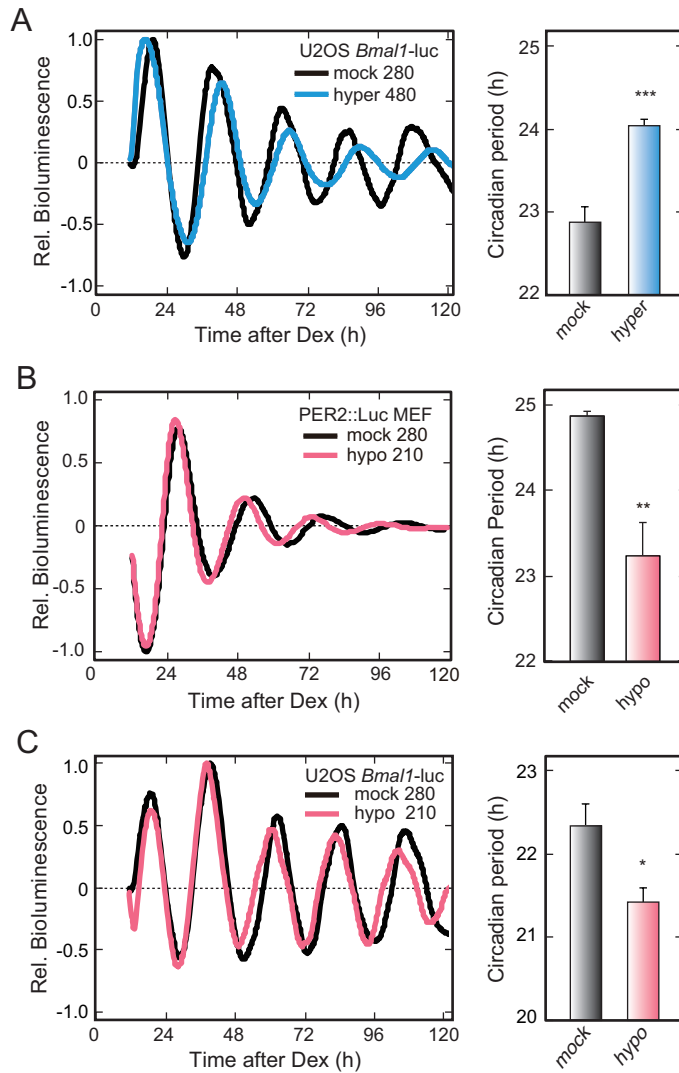 A
U2OS Bmal1-luc
mock 280
hyper 480
Rel. Bioluminescence
1.0
0.5
0
-0.5
-1.0
0 24 48 72 96 120
Time after Dex (h)
Circadian period (h)
25
24
23
22
***
mock hyper
B
PER2::Luc MEF
mock 280
hypo 210
Rel. Bioluminescence
1.0
0.5
0
-0.5
-1.0
0 24 48 72 96 120
Time after Dex (h)
Circadian Period (h)
25
24
23
22
**
mock hypo
C
U2OS Bmal1-luc
mock 280
hypo 210
Rel. Bioluminescence
1.0
0.5
0
-0.5
-1.0
0 24 48 72 96 120
Time after Dex (h)
Circadian period (h)
23
22
21
20
*
mock hypo